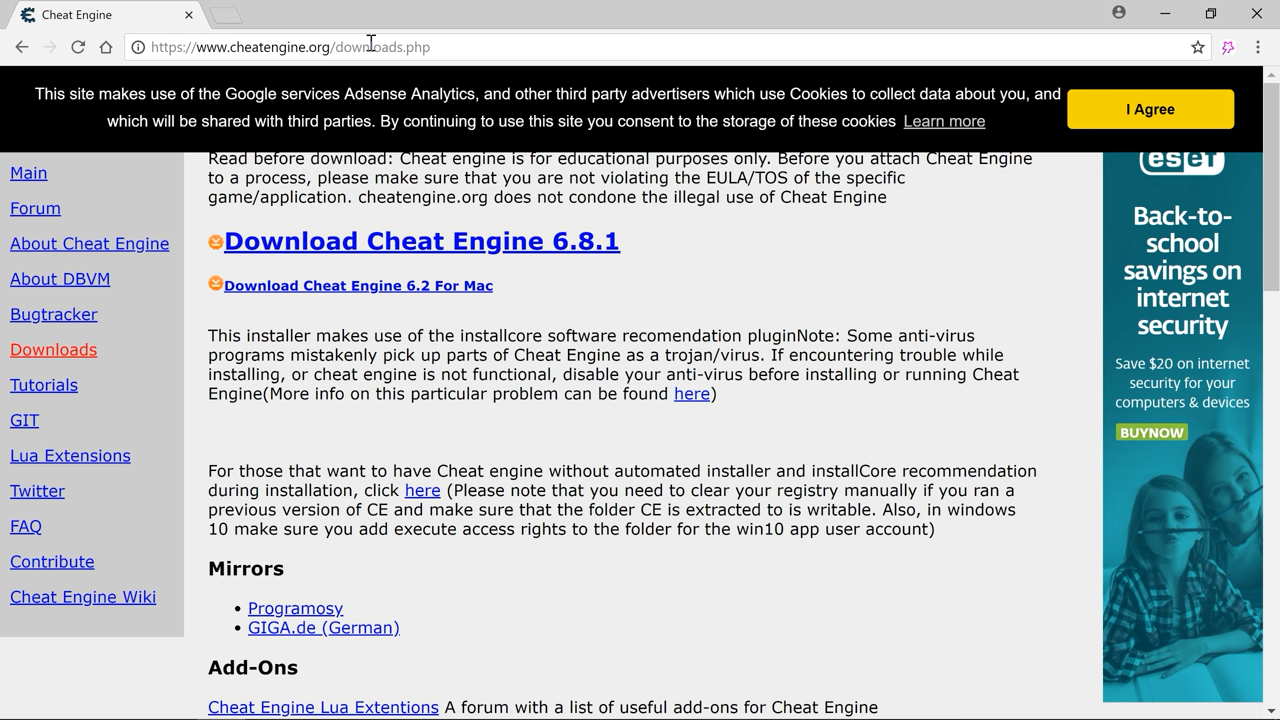 Cheat Engine
https://www.cheatengine.org/downloads.php
This site makes use of the Google services Adsense Analytics, and other third party advertisers which use Cookies to collect data about you, and
which will be shared with third parties. By continuing to use this site you consent to the storage of these cookies Learn more
I Agree
Main
Forum
About Cheat Engine
About DBVM
Bugtracker
Downloads
Tutorials
GIT
Lua Extensions
Twitter
FAQ
Contribute
Cheat Engine Wiki
Read before download: Cheat engine is for educational purposes only. Before you attach Cheat Engine
to a process, please make sure that you are not violating the EULA/TOS of the specific
game/application. cheatengine.org does not condone the illegal use of Cheat Engine
Download Cheat Engine 6.8.1
Download Cheat Engine 6.2 For Mac
This installer makes use of the installcore software recomendation pluginNote: Some anti-virus
programs mistakenly pick up parts of Cheat Engine as a trojan/virus. If encountering trouble while
installing, or cheat engine is not functional, disable your anti-virus before installing or running Cheat
Engine(More info on this particular problem can be found here)
For those that want to have Cheat engine without automated installer and installCore recommendation
during installation, click here (Please note that you need to clear your registry manually if you ran a
previous version of CE and make sure that the folder CE is extracted to is writable. Also, in windows
10 make sure you add execute access rights to the folder for the win10 app user account)
Mirrors
• Programosy
• GIGA.de (German)
Add-Ons
Cheat Engine Lua Extentions A forum with a list of useful add-ons for Cheat Engine
eset
Back-to-
school
savings on
internet
security
Save $20 on internet
security for your
computers & devices
BUYNOW